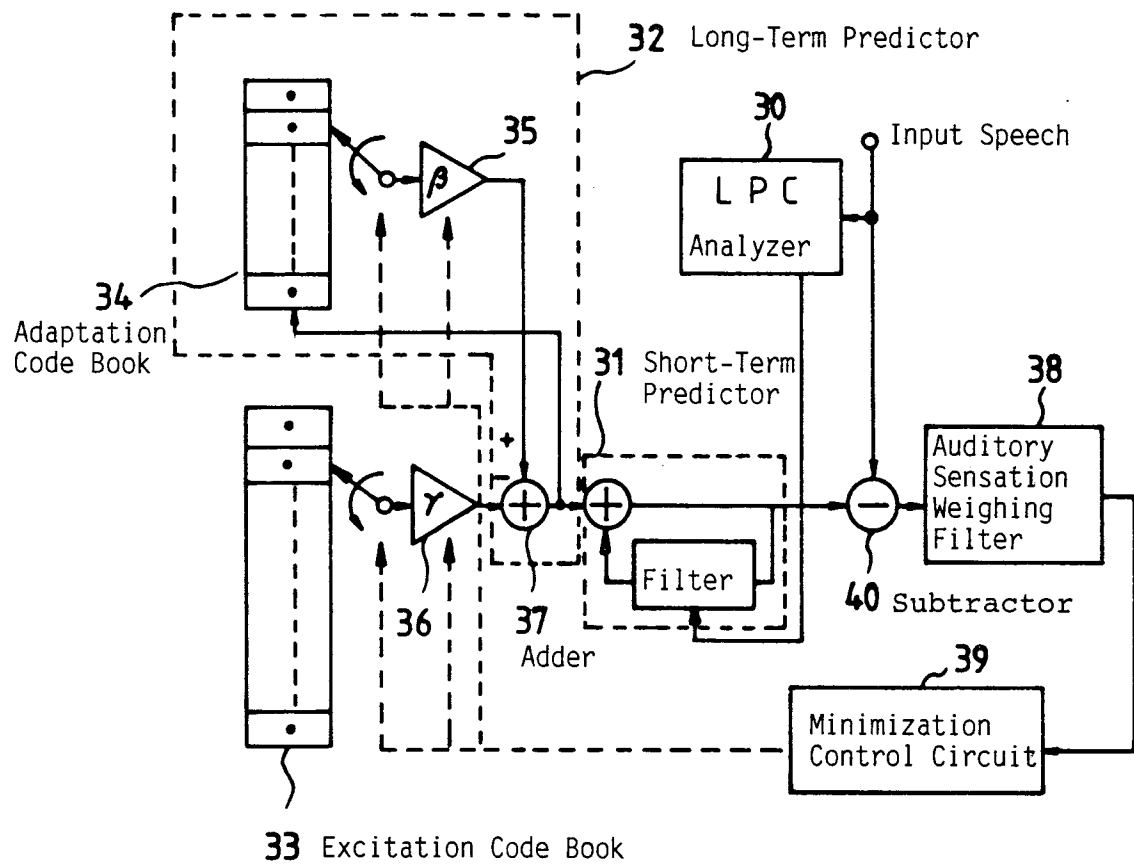 32 Long-Term Predictor
30
Input Speech
35
β
L P C
Analyzer
34
Adaptation
Code Book
31 Short-Term
Predictor
38
Auditory
Sensation
Weighing
Filter
+
−
γ
+
+
−
Filter
36
37
Adder
40 Subtractor
39
Minimization
Control Circuit
33 Excitation Code Book